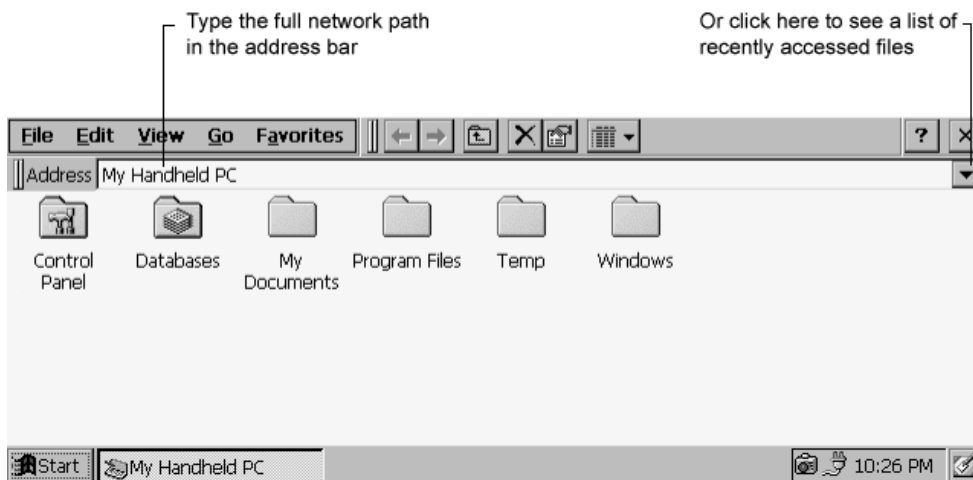 Type the full network path
in the address bar
Or click here to see a list of
recently accessed files
File Edit View Go Favorites ?
Address My Handheld PC
Control
Panel
Databases
My
Documents
Program Files
Temp
Windows
Start My Handheld PC 10:26 PM